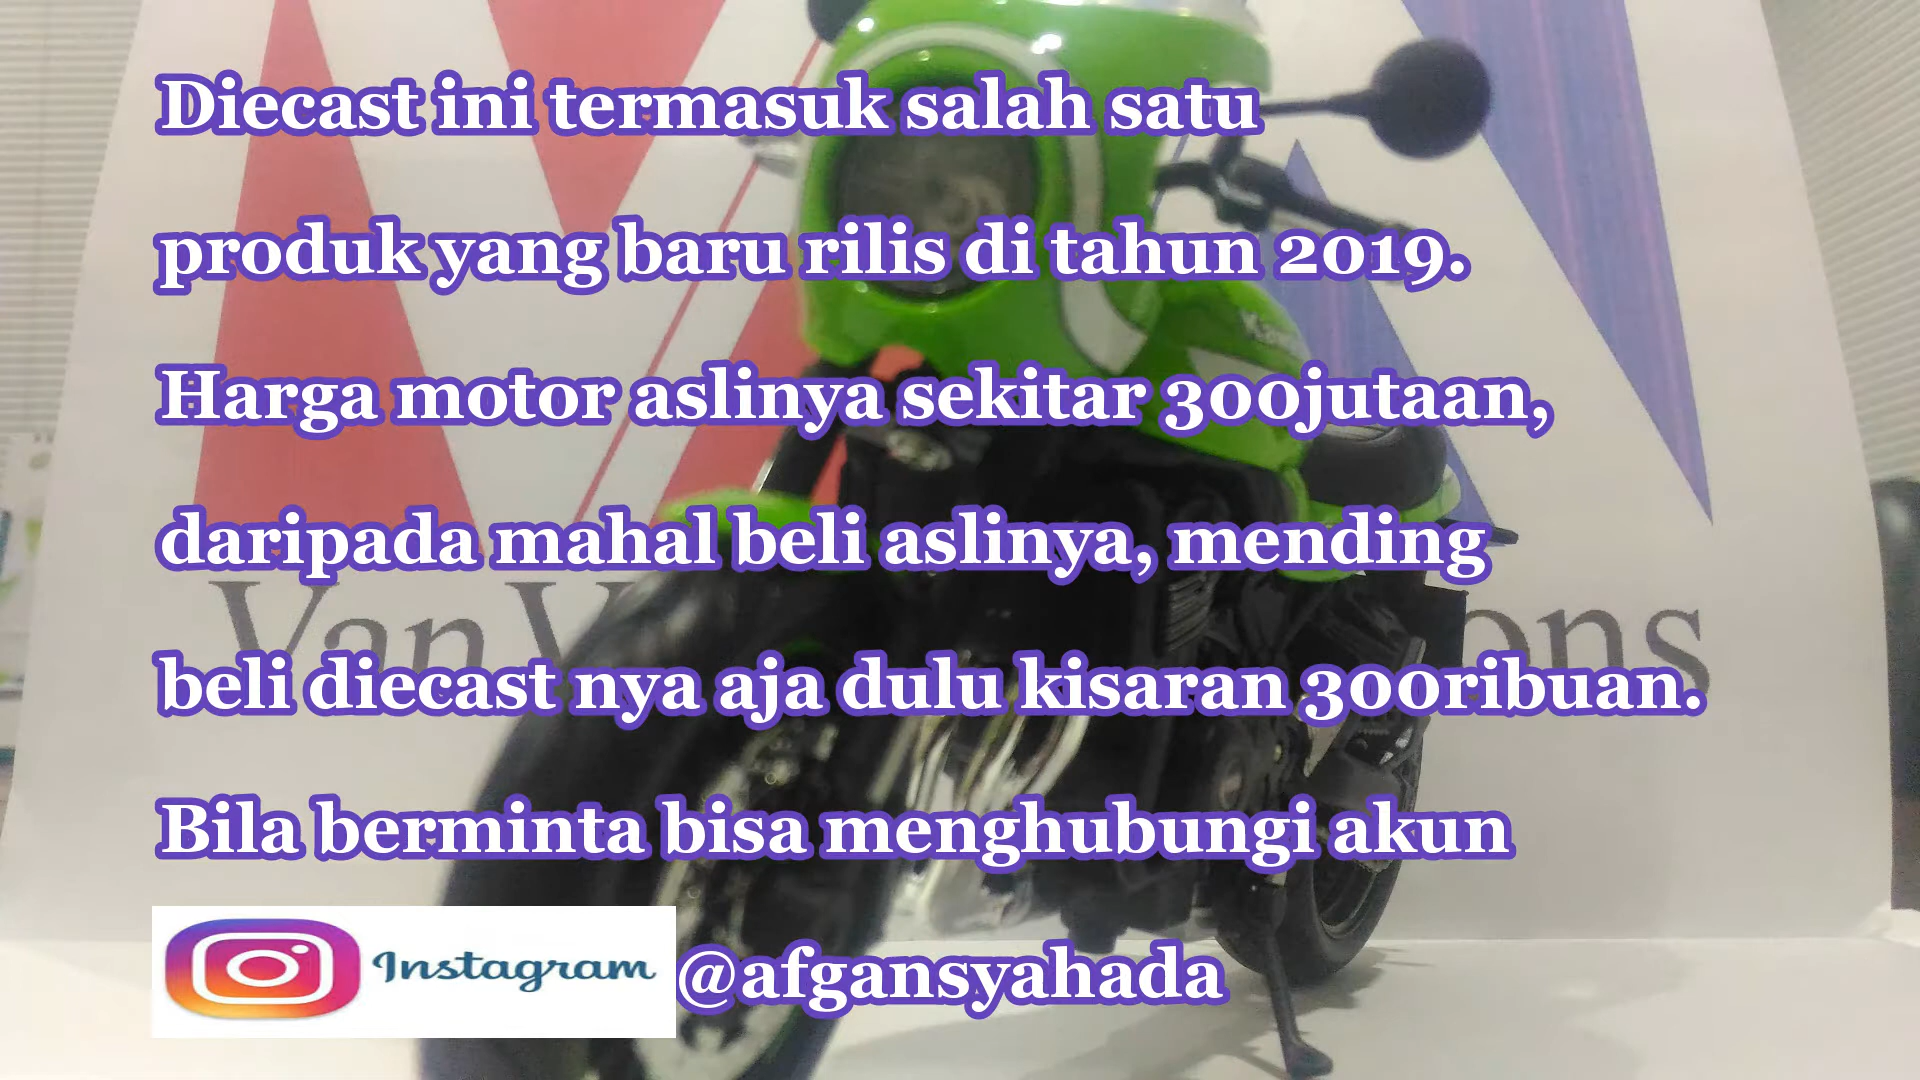 Diecast ini termasuk salah satu
produk yang baru rilis di tahun 2019.
Harga motor aslinya sekitar 300jutaan,
daripada mahal beli aslinya, mending
beli diecast nya aja dulu kisaran 300ribuan.
Bila berminta bisa menghubungi akun
Instagram @afgansyahada